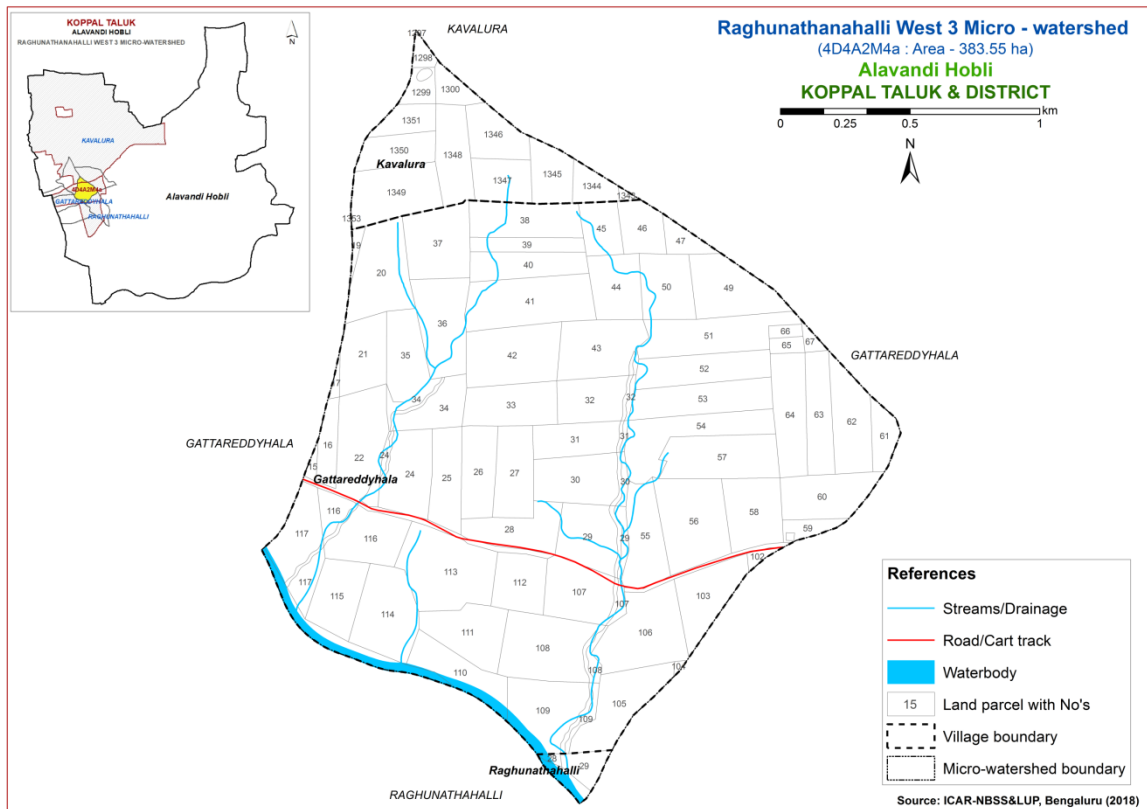 KOPPAL TALUK
ALAVANDI HOBLI
RAGHUNATHANAHALLI WEST 3 MICRO-WATERSHED
N
KAVALURA
4D4A2M4a
GATTAREDDYHALA
RAGHUNATHAHALLI
Alavandi Hobli
Raghunathanahalli West 3 Micro - watershed
(4D4A2M4a : Area - 383.55 ha)
Alavandi Hobli
KOPPAL TALUK & DISTRICT
km
0 0.25 0.5 1
N
KAVALURA
1298
1299 1300
1351 1346
1350 1348
Kavalura
1347 1345 1344
1349
1353
38 45 46 47
19 37 39
20 40
44 50 49
41
36
51 66
65 67
21 35 42 43
GATTAREDDYHALA
52
53
34 34 33 32 32 64 63 62 61
54
31 31
GATTAREDDYHALA
16 22 24 24 25 26 27 57
15 30 30
Gattareddyhala
60
116 56 58
28 29 29 55 59
117 116 102
113
117 115 112 107 107 103
114
111 106
108
110 108
105
109 109
28
Raghunathahalli
29
RAGHUNATHAHALLI
References
Streams/Drainage
Road/Cart track
Waterbody
15 Land parcel with No's
Village boundary
Micro-watershed boundary
Source: ICAR-NBSS&LUP, Bengaluru (2018)